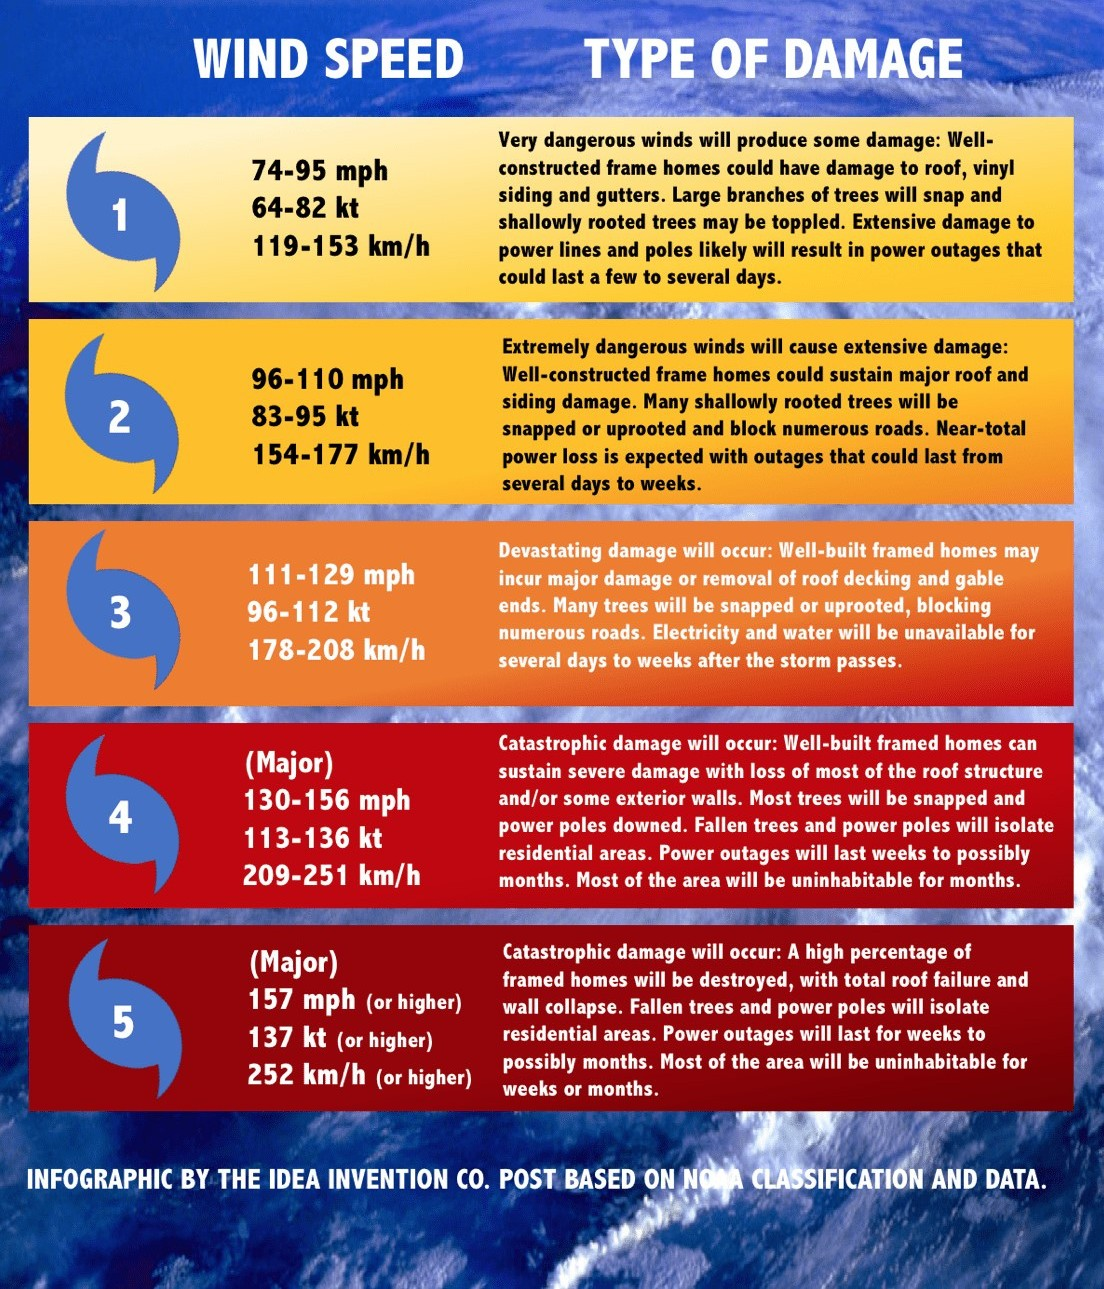 WIND SPEED
TYPE OF DAMAGE
1
74-95 mph
64-82 kt
119-153 km/h
Very dangerous winds will produce some damage: Well-
constructed frame homes could have damage to roof, vinyl
siding and gutters. Large branches of trees will snap and
shallowly rooted trees may be toppled. Extensive damage to
power lines and poles likely will result in power outages that
could last a few to several days.
2
96-110 mph
83-95 kt
154-177 km/h
Extremely dangerous winds will cause extensive damage:
Well-constructed frame homes could sustain major roof and
siding damage. Many shallowly rooted trees will be
snapped or uprooted and block numerous roads. Near-total
power loss is expected with outages that could last from
several days to weeks.
3
111-129 mph
96-112 kt
178-208 km/h
Devastating damage will occur: Well-built framed homes may
incur major damage or removal of roof decking and gable
ends. Many trees will be snapped or uprooted, blocking
numerous roads. Electricity and water will be unavailable for
several days to weeks after the storm passes.
4
(Major)
130-156 mph
113-136 kt
209-251 km/h
Catastrophic damage will occur: Well-built framed homes can
sustain severe damage with loss of most of the roof structure
and/or some exterior walls. Most trees will be snapped and
power poles downed. Fallen trees and power poles will isolate
residential areas. Power outages will last weeks to possibly
months. Most of the area will be uninhabitable for months.
5
(Major)
157 mph (or higher)
137 kt (or higher)
252 km/h (or higher)
Catastrophic damage will occur: A high percentage of
framed homes will be destroyed, with total roof failure and
wall collapse. Fallen trees and power poles will isolate
residential areas. Power outages will last for weeks to
possibly months. Most of the area will be uninhabitable for
weeks or months.
INFOGRAPHIC BY THE IDEA INVENTION CO. POST BASED ON NOAA CLASSIFICATION AND DATA.